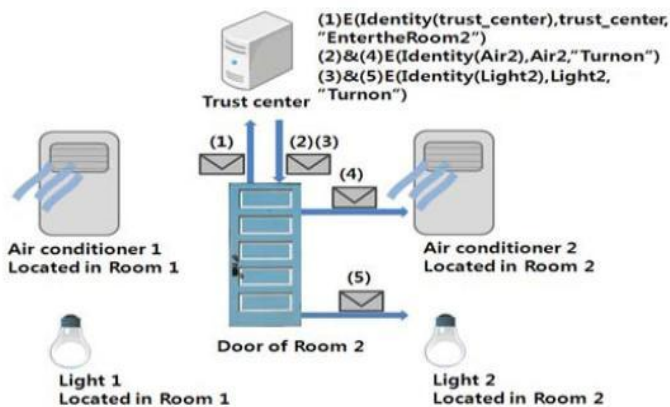 (1)E(Identity(trust_center),trust_center,
"EntertheRoom2")
(2)&(4)E(Identity(Air2),Air2,"Turnon")
(3)&(5)E(Identity(Light2),Light2,
"Turnon")
Trust center
(1)
(2)(3)
(4)
Air conditioner 1
Located in Room 1
Air conditioner 2
Located in Room 2
(5)
Door of Room 2
Light 1
Located in Room 1
Light 2
Located in Room 2